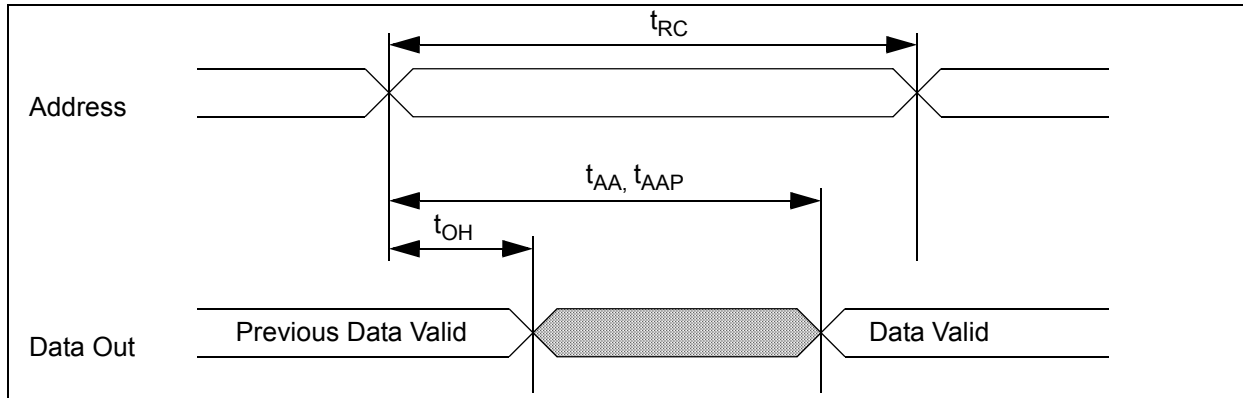 tRC
Address
tAA, tAAP
tOH
Previous Data Valid
Data Valid
Data Out